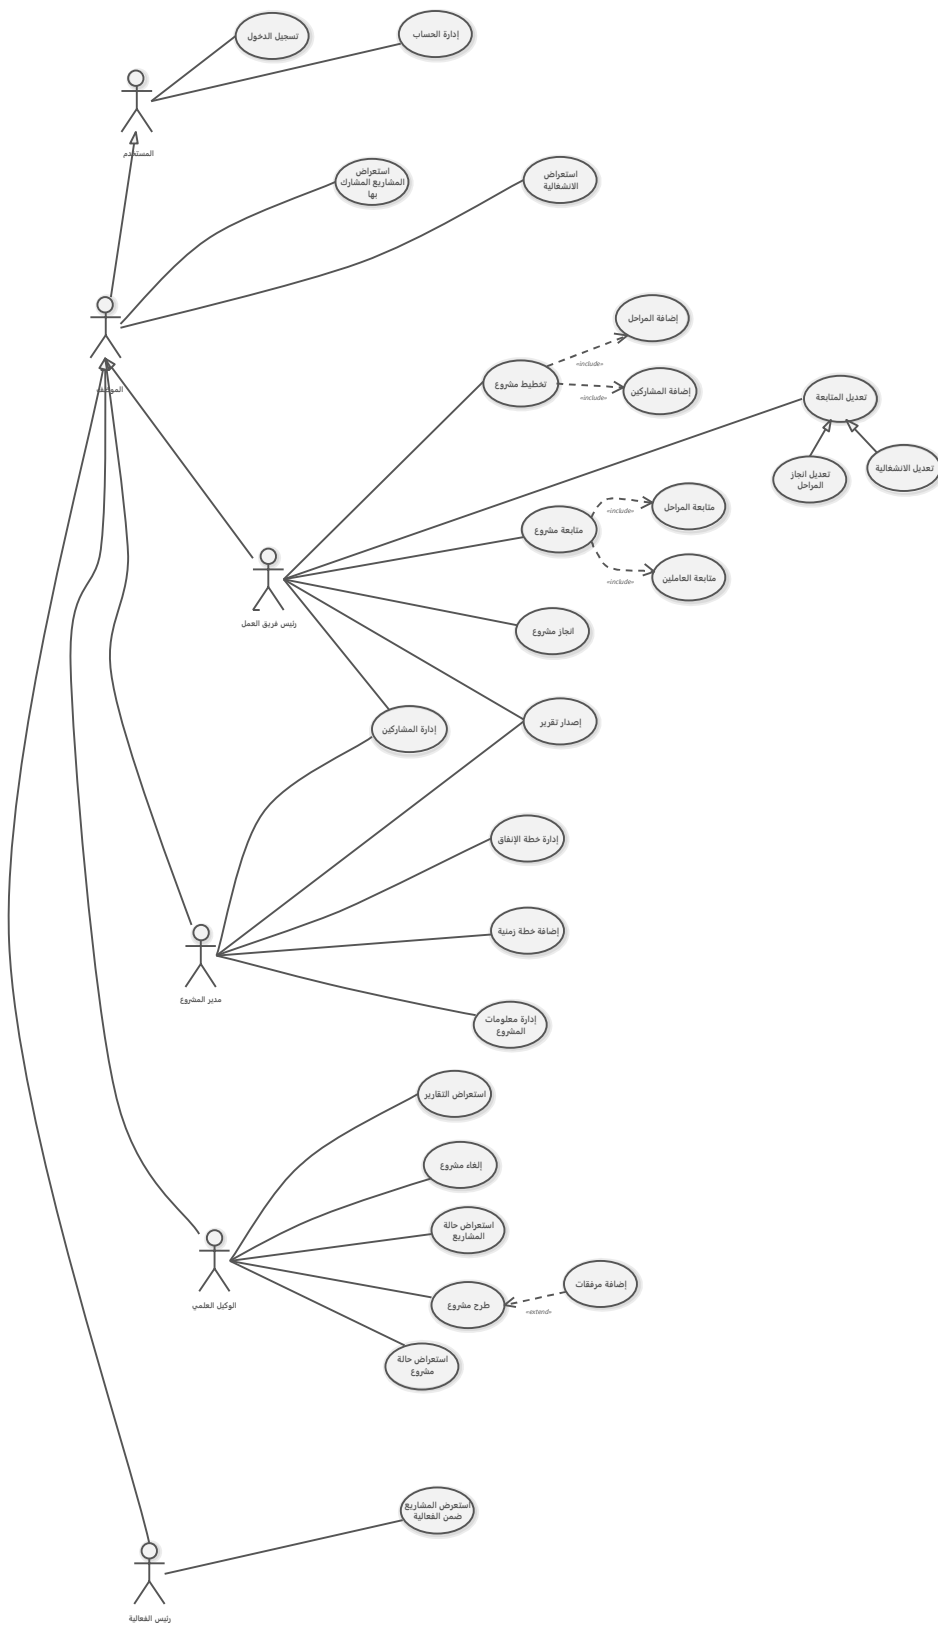 تسجيل الدخول
إدارة الحساب
المستخدم
استعراض
المشاريع المشارك
بها
استعراض
الانشغالية
الموظف
إضافة المراحل
«include»
تخطيط مشروع
إضافة المشاركين
«include»
تعديل المتابعة
تعديل انجاز
المراحل
تعديل الانشغالية
متابعة المراحل
«include»
متابعة مشروع
متابعة العاملين
«include»
رئيس فريق العمل
انجاز مشروع
إدارة المشاركين
إصدار تقرير
إدارة خطة الإنفاق
إضافة خطة زمنية
مدير المشروع
إدارة معلومات
المشروع
استعراض التقارير
إلغاء مشروع
استعراض حالة
المشاريع
إضافة مرفقات
«extend»
طرح مشروع
الوكيل العلمي
استعراض حالة
مشروع
استعرض المشاريع
ضمن الفعالية
رئيس الفعالية